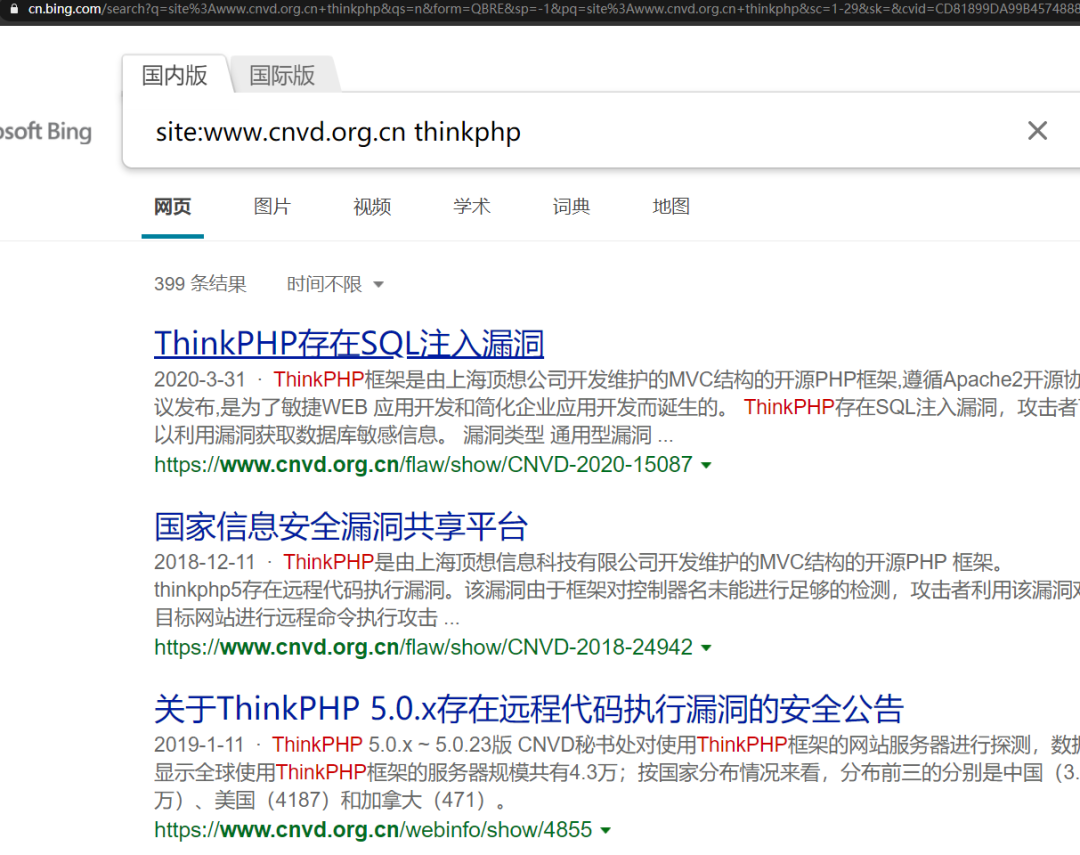 cn.bing.com/search?q=site%3Awww.cnvd.org.cn+thinkphp&qs=n&form=QBRE&sp=-1&pq=site%3Awww.cnvd.org.cn+thinkphp&sc=1-29&sk=&cvid=CD81899DA99B4574888
国内版 国际版
osoft Bing
site:www.cnvd.org.cn thinkphp
网页 图片 视频 学术 词典 地图
399 条结果 时间不限
ThinkPHP存在SQL注入漏洞
2020-3-31 · ThinkPHP框架是由上海顶想公司开发维护的MVC结构的开源PHP框架,遵循Apache2开源协
议发布,是为了敏捷WEB 应用开发和简化企业应用开发而诞生的。 ThinkPHP存在SQL注入漏洞，攻击者
以利用漏洞获取数据库敏感信息。 漏洞类型 通用型漏洞 ...
https://www.cnvd.org.cn/flaw/show/CNVD-2020-15087
国家信息安全漏洞共享平台
2018-12-11 · ThinkPHP是由上海顶想信息科技有限公司开发维护的MVC结构的开源PHP 框架。
thinkphp5存在远程代码执行漏洞。该漏洞由于框架对控制器名未能进行足够的检测，攻击者利用该漏洞对
目标网站进行远程命令执行攻击 ...
https://www.cnvd.org.cn/flaw/show/CNVD-2018-24942
关于ThinkPHP 5.0.x存在远程代码执行漏洞的安全公告
2019-1-11 · ThinkPHP 5.0.x ~ 5.0.23版 CNVD秘书处对使用ThinkPHP框架的网站服务器进行探测，数据
显示全球使用ThinkPHP框架的服务器规模共有4.3万；按国家分布情况来看，分布前三的分别是中国（3.
万）、美国（4187）和加拿大（471）。
https://www.cnvd.org.cn/webinfo/show/4855